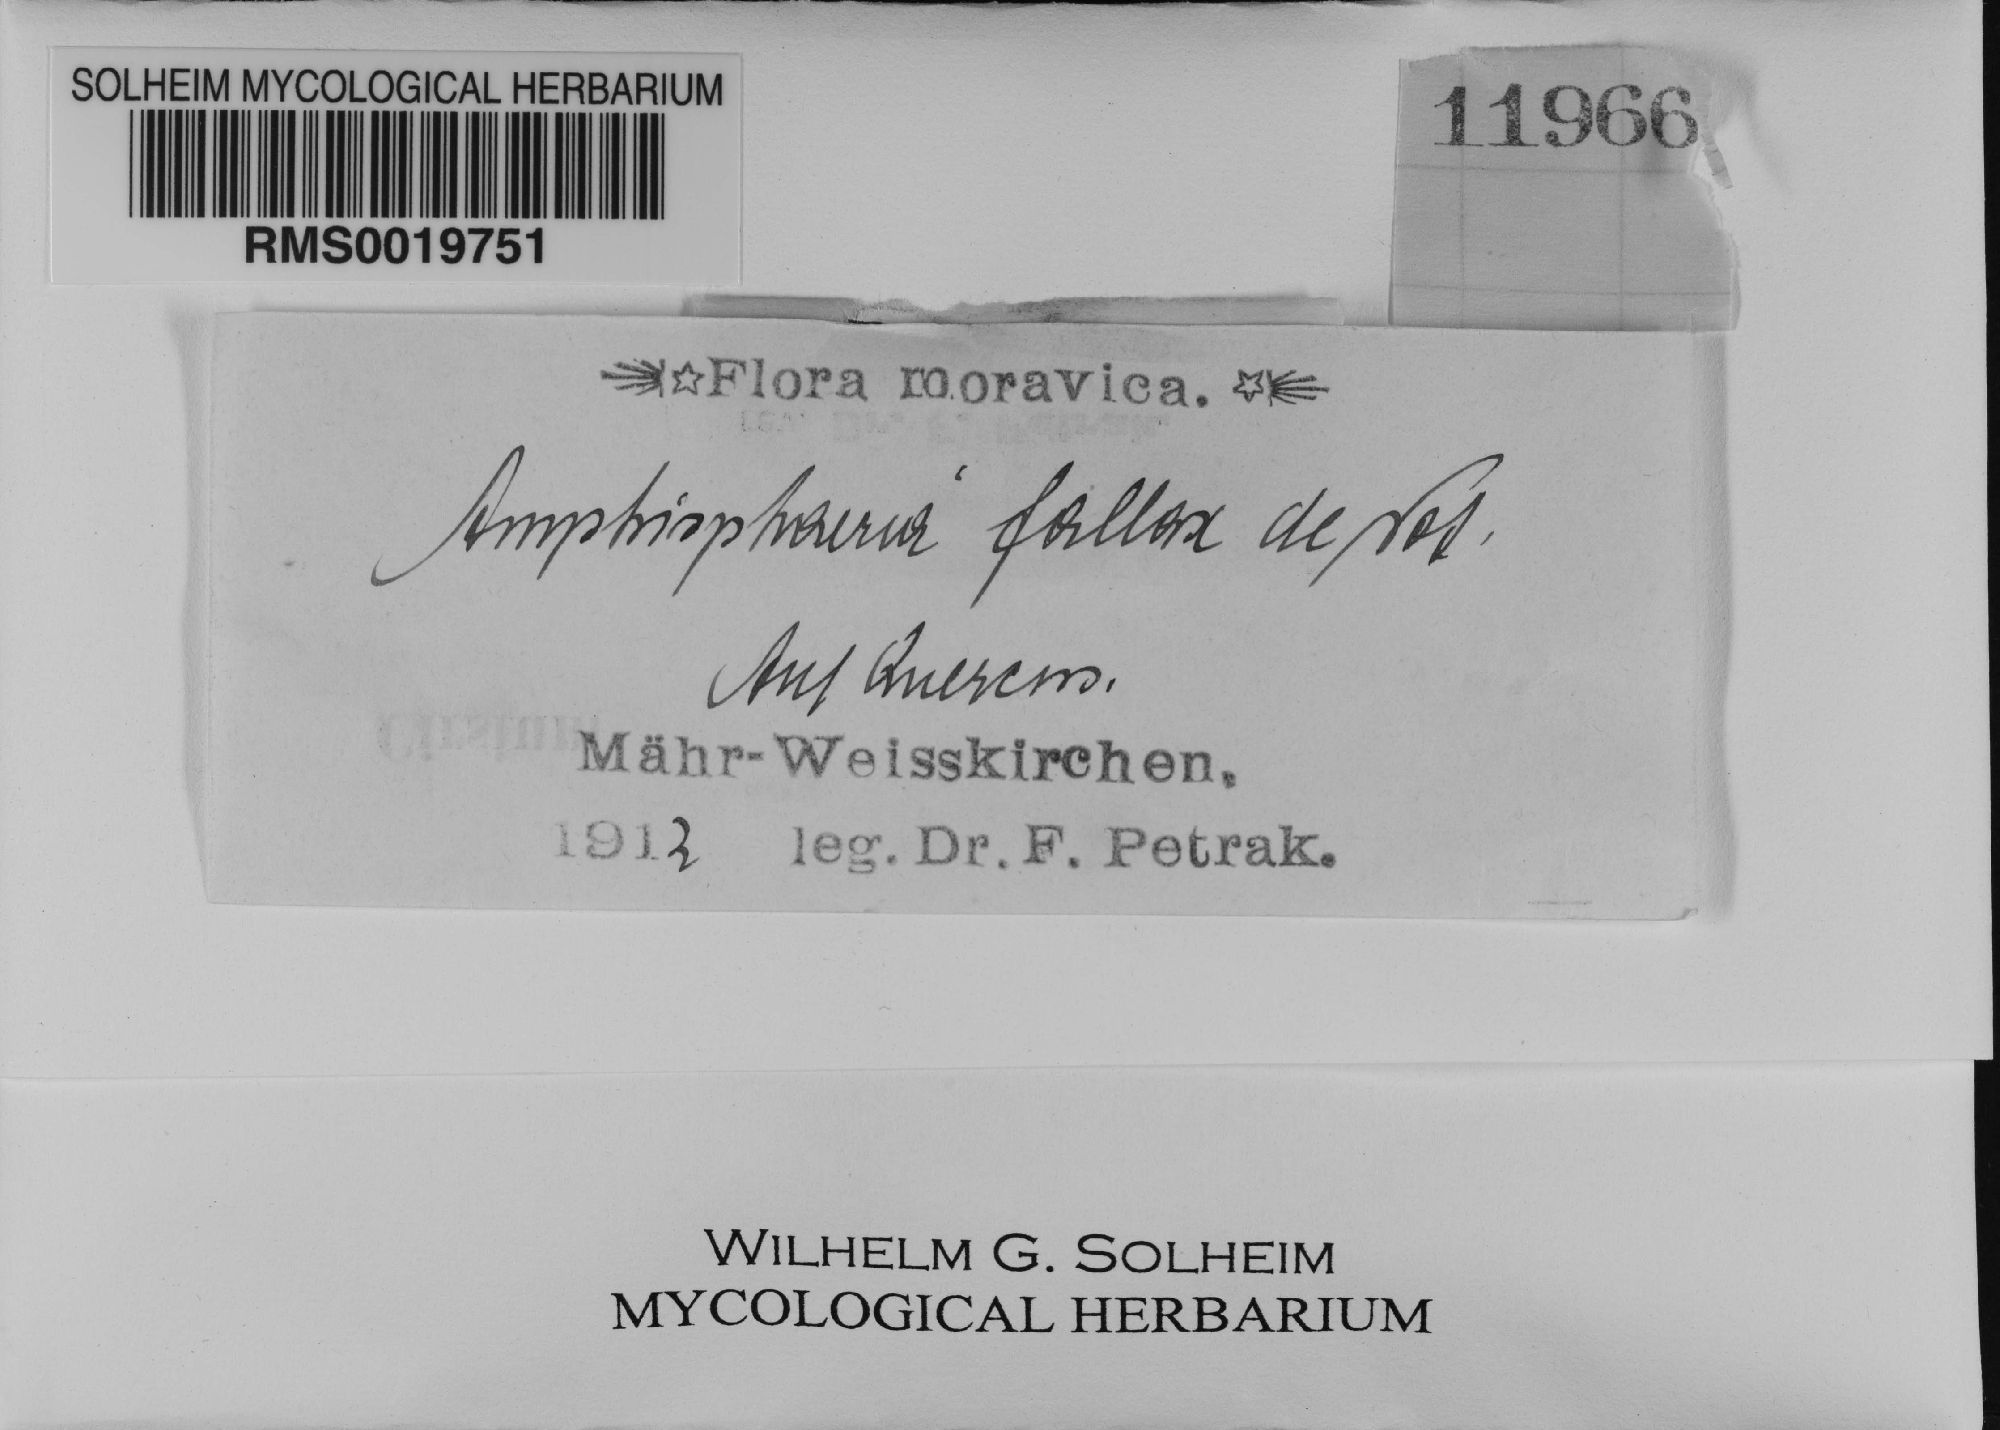 SOLHEIM MYCOLOGICAL HERBARIUM
RMS0019751
11966
Flora moravica.
Amphisphaeria fallax de Not.
Auf Quercus.
Mähr-Weisskirchen.
1912 leg. Dr. F. Petrak.
WILHELM G. SOLHEIM
MYCOLOGICAL HERBARIUM